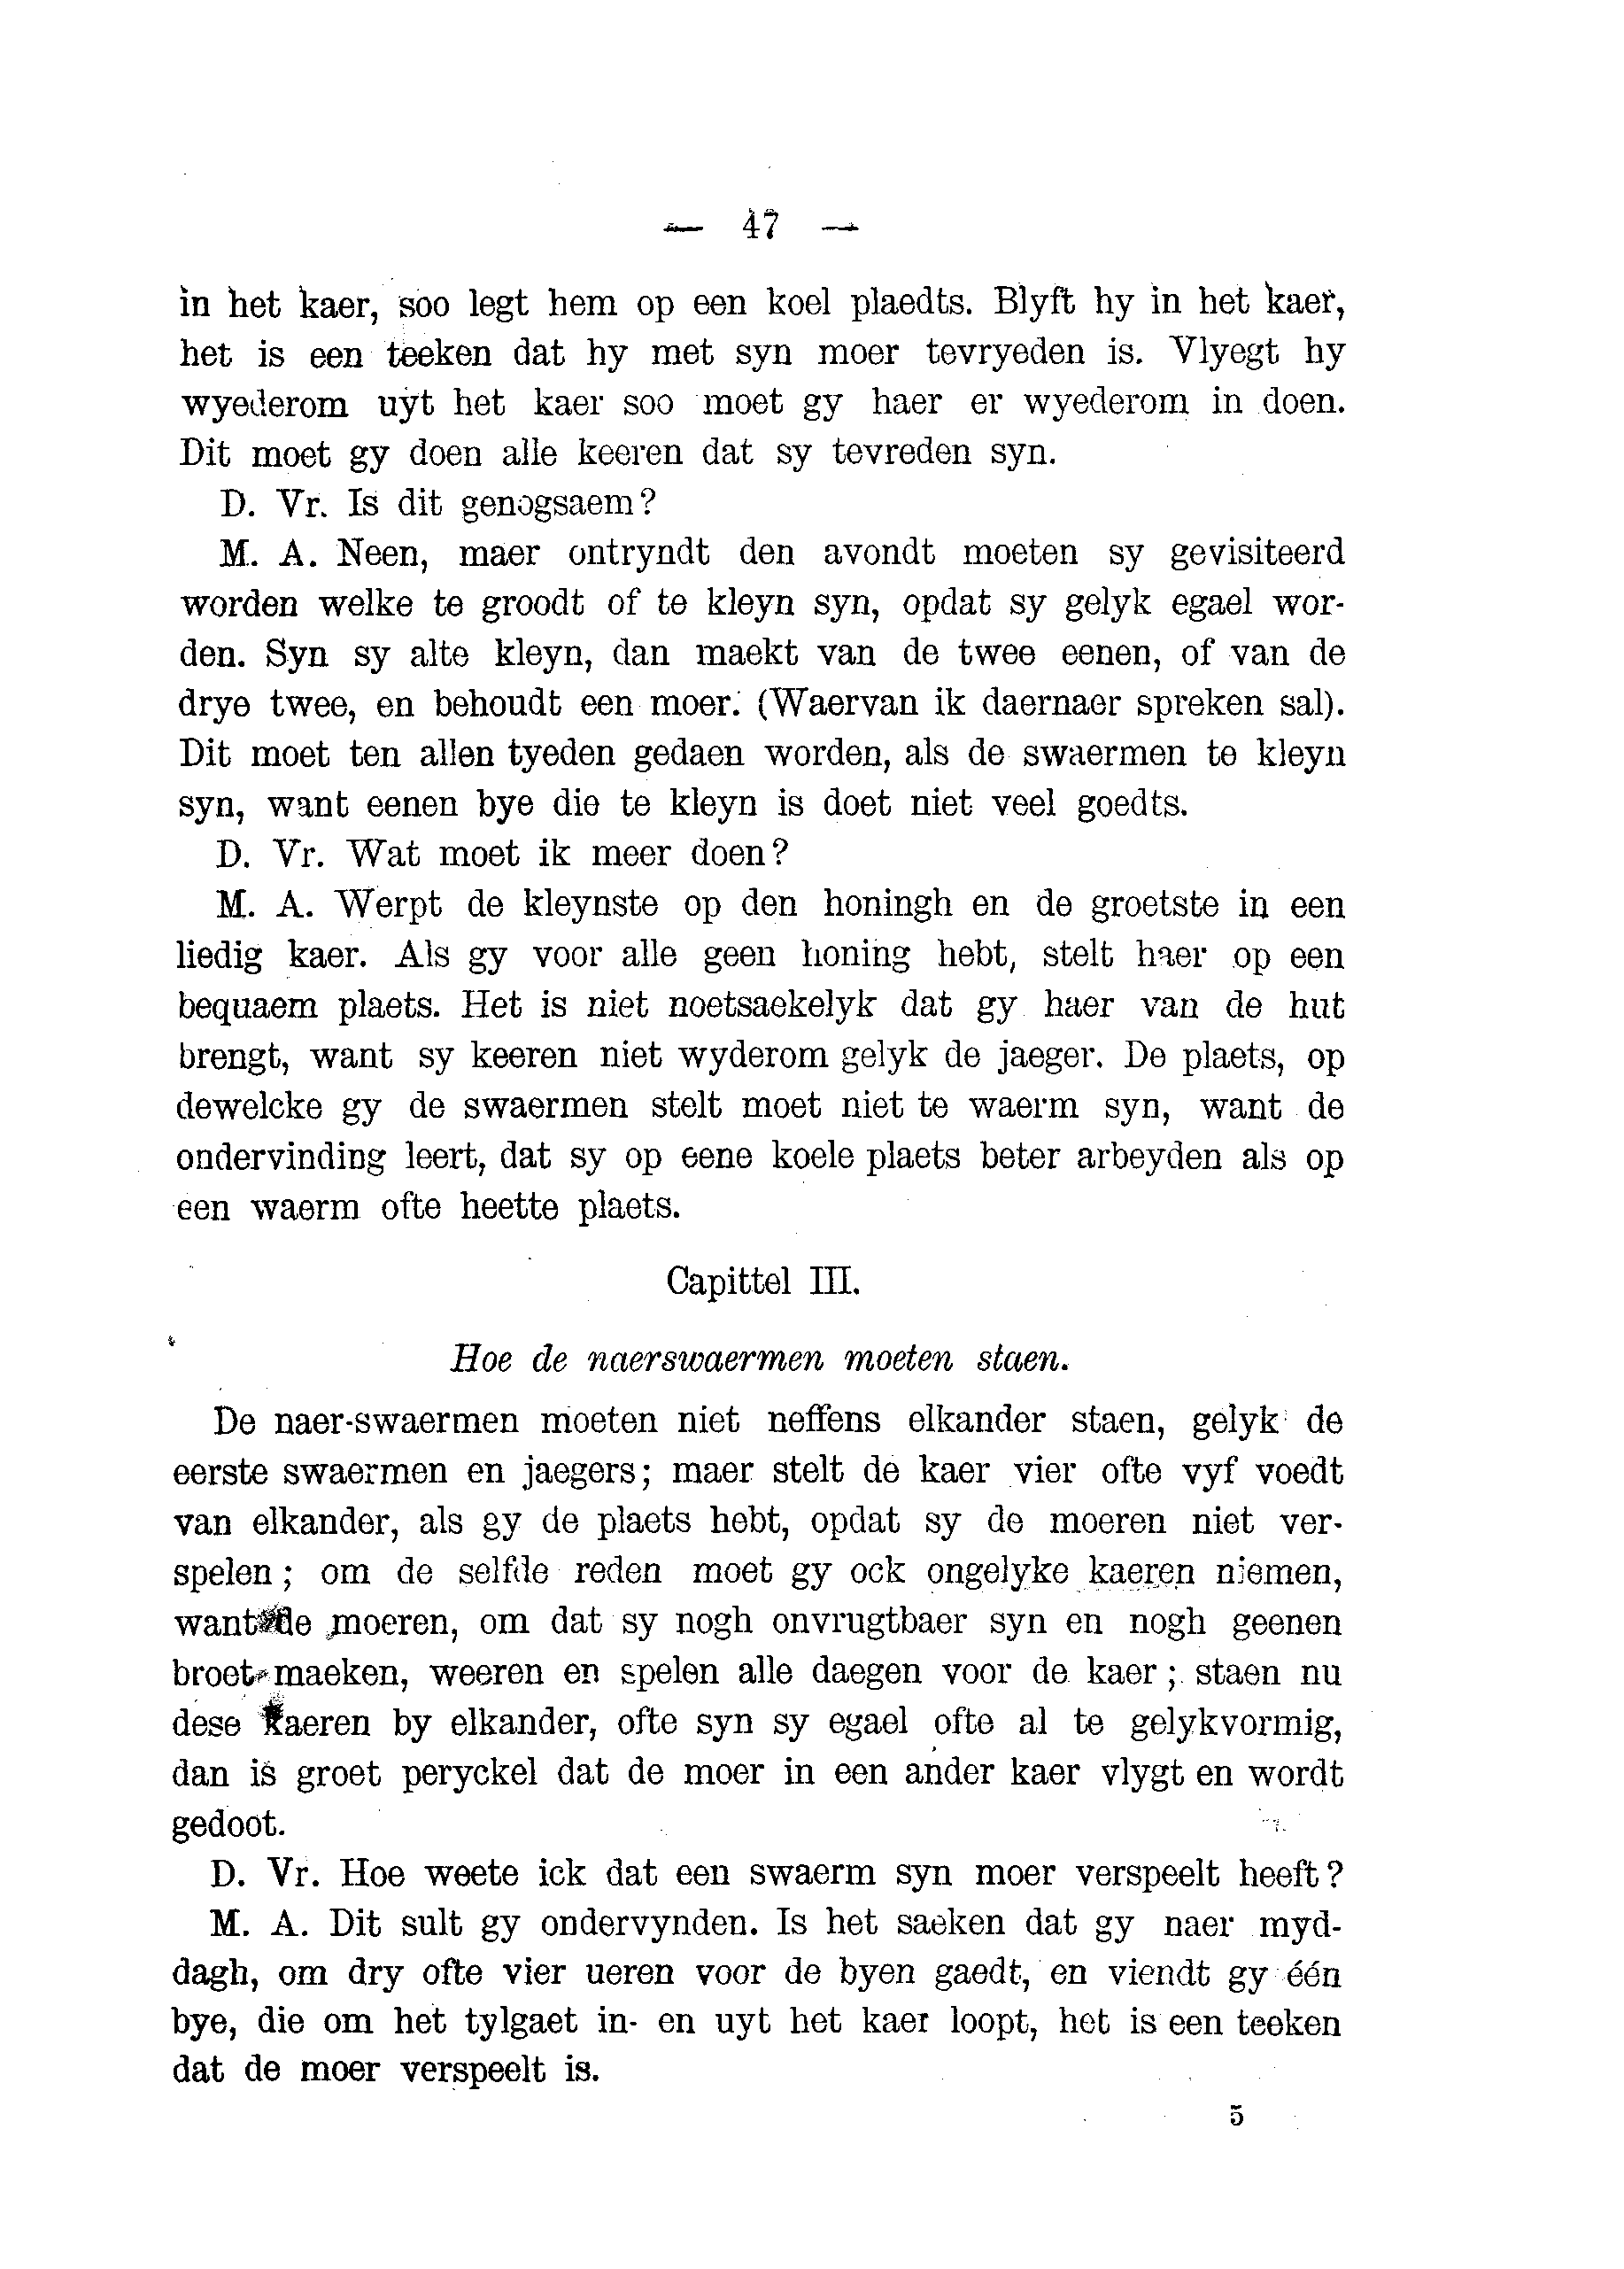 — 47 —
in het kaer, soo legt hem op een koel plaedts. Blyft hy in het kaer,
het is een teeken dat hy met syn moer tevryeden is. Vlyegt hy
wyederom uyt het kaer soo moet gy haer er wyederom in doen.
Dit moet gy doen alle keeren dat sy tevreden syn.
D. Vr. Is dit genogsaem?
M. A. Neen, maer ontryndt den avondt moeten sy gevisiteerd
worden welke te groodt of te kleyn syn, opdat sy gelyk egael wor-
den. Syn sy alte kleyn, dan maekt van de twee eenen, of van de
drye twee, en behoudt een moer. (Waervan ik daernaer spreken sal).
Dit moet ten allen tyeden gedaen worden, als de swaermen te kleyn
syn, want eenen bye die te kleyn is doet niet veel goedts.
D. Vr. Wat moet ik meer doen?
M. A. Werpt de kleynste op den honingh en de groetste in een
liedig kaer. Als gy voor alle geen honing hebt, stelt haer op een
bequaem plaets. Het is niet noetsaekelyk dat gy haer van de hut
brengt, want sy keeren niet wyderom gelyk de jaeger. De plaets, op
dewelcke gy de swaermen stelt moet niet te waerm syn, want de
ondervinding leert, dat sy op eene koele plaets beter arbeyden als op
een waerm ofte heette plaets.
Capittel III.
Hoe de naerswaermen moeten staen.
De naer-swaermen moeten niet neffens elkander staen, gelyk de
eerste swaermen en jaegers; maer stelt de kaer vier ofte vyf voedt
van elkander, als gy de plaets hebt, opdat sy de moeren niet ver-
spelen; om de selfde reden moet gy ock ongelyke kaeren niemen,
want de moeren, om dat sy nogh onvrugtbaer syn en nogh geenen
broet maeken, weeren en spelen alle daegen voor de kaer; staen nu
dese kaeren by elkander, ofte syn sy egael ofte al te gelykvormig,
dan is groet peryckel dat de moer in een ander kaer vlygt en wordt
gedoot.
D. Vr. Hoe weete ick dat een swaerm syn moer verspeelt heeft?
M. A. Dit sult gy ondervynden. Is het saeken dat gy naer myd-
dagh, om dry ofte vier ueren voor de byen gaedt, en viendt gy één
bye, die om het tylgaet in- en uyt het kaer loopt, het is een teeken
dat de moer verspeelt is.
5